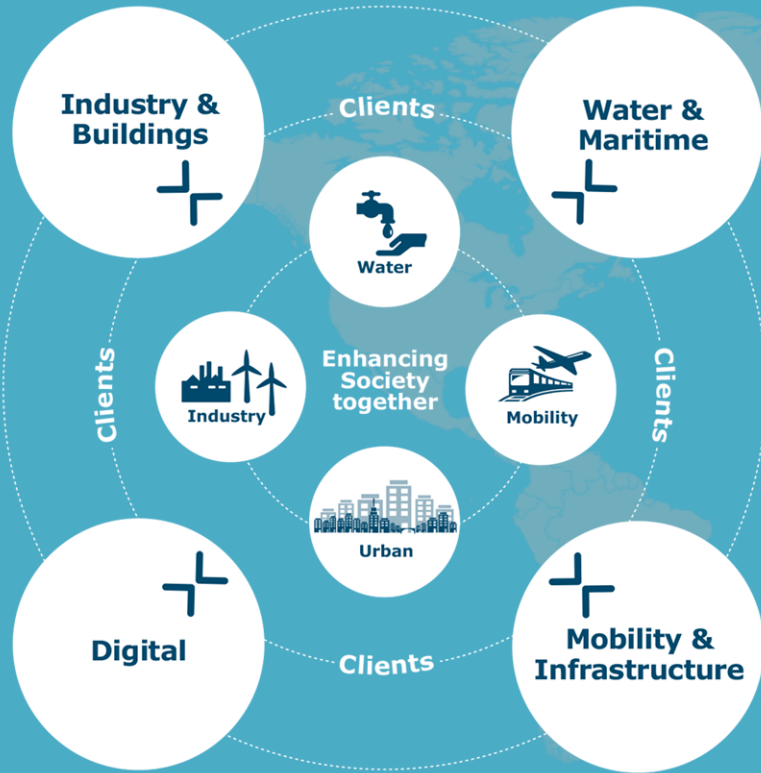 Industry &
Buildings
Clients
Water &
Maritime
Water
Clients
Industry
Enhancing
Society
together
Mobility
Clients
Urban
Digital
Clients
Mobility &
Infrastructure